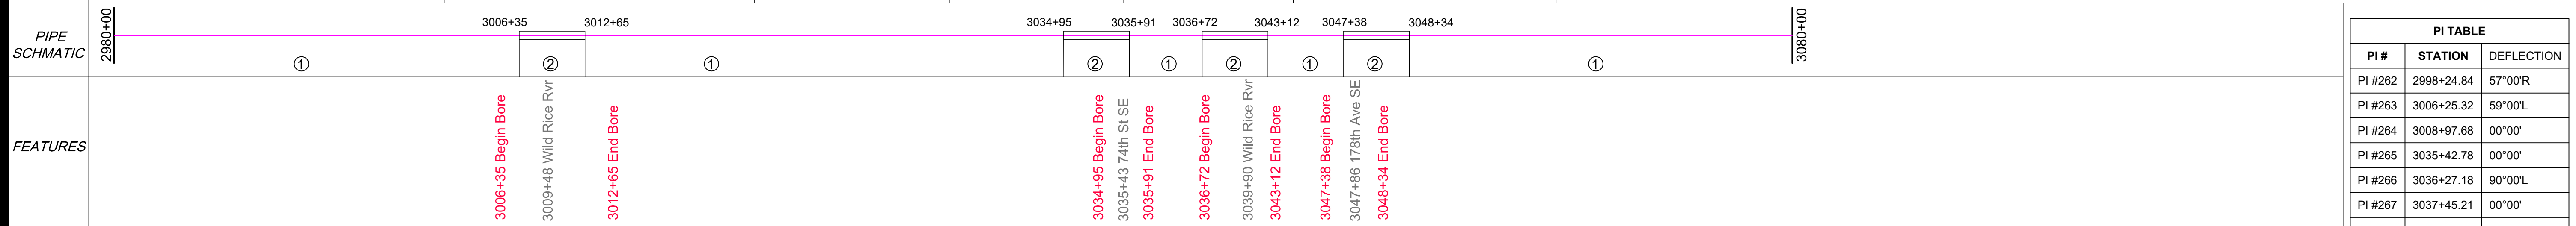 PIPE
SCHMATIC
2980+00
3006+35
3012+65
3034+95
3035+91
3036+72
3043+12
3047+38
3048+34
3080+00
1
2
1
2
1
2
1
2
1
FEATURES
3006+35 Begin Bore
3009+48 Wild Rice Rvr
3012+65 End Bore
3034+95 Begin Bore
3035+43 74th St SE
3035+91 End Bore
3036+72 Begin Bore
3039+90 Wild Rice Rvr
3043+12 End Bore
3047+38 Begin Bore
3047+86 178th Ave SE
3048+34 End Bore
PI TABLE
PI # STATION DEFLECTION
PI #262 2998+24.84 57°00'R
PI #263 3006+25.32 59°00'L
PI #264 3008+97.68 00°00'
PI #265 3035+42.78 00°00'
PI #266 3036+27.18 90°00'L
PI #267 3037+45.21 00°00'